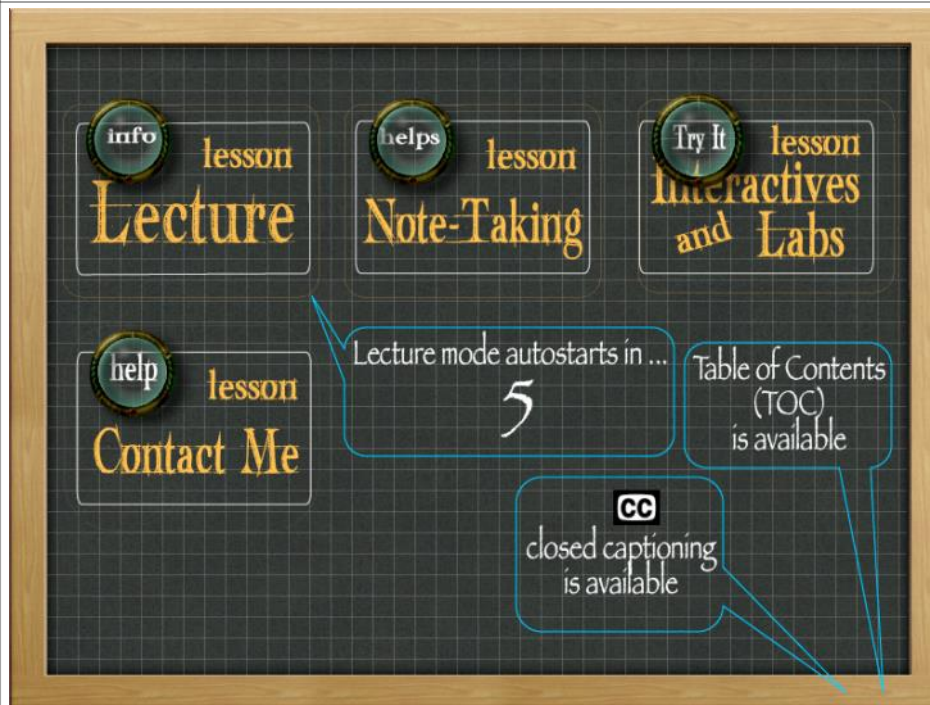 info
lesson
Lecture
helps
lesson
Note-Taking
Try It
lesson
Interactives
and Labs
help
lesson
Contact Me
Lecture mode autostarts in ...
5
Table of Contents
(TOC)
is available
CC
closed captioning
is available